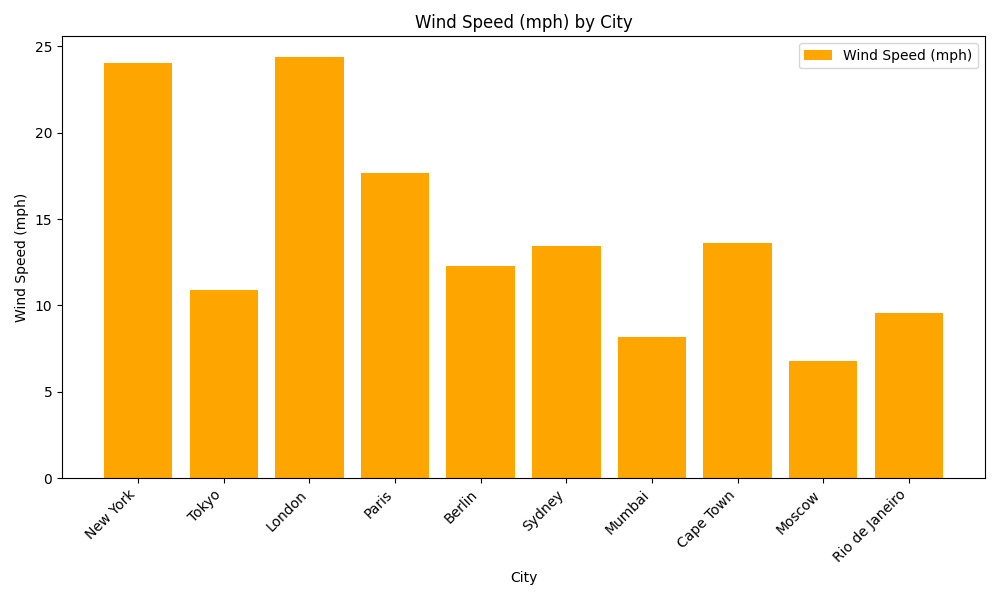 Wind Speed (mph) by City
Wind Speed (mph)
Wind Speed (mph)
25
20
15
10
5
0
New York
Tokyo
London
Paris
Berlin
Sydney
Mumbai
Cape Town
Moscow
Rio de Janeiro
City